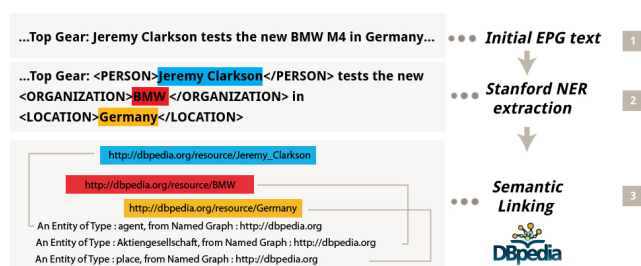 ...Top Gear: Jeremy Clarkson tests the new BMW M4 in Germany...
Initial EPG text
1
...Top Gear: <PERSON>Jeremy Clarkson</PERSON> tests the new
<ORGANIZATION>BMW </ORGANIZATION> in
<LOCATION>Germany</LOCATION>
Stanford NER
extraction
2
http://dbpedia.org/resource/Jeremy_Clarkson
http://dbpedia.org/resource/BMW
http://dbpedia.org/resource/Germany
An Entity of Type : agent, from Named Graph : http://dbpedia.org
An Entity of Type : Aktiengesellschaft, from Named Graph : http://dbpedia.org
An Entity of Type : place, from Named Graph : http://dbpedia.org
Semantic
Linking
3
DBpedia